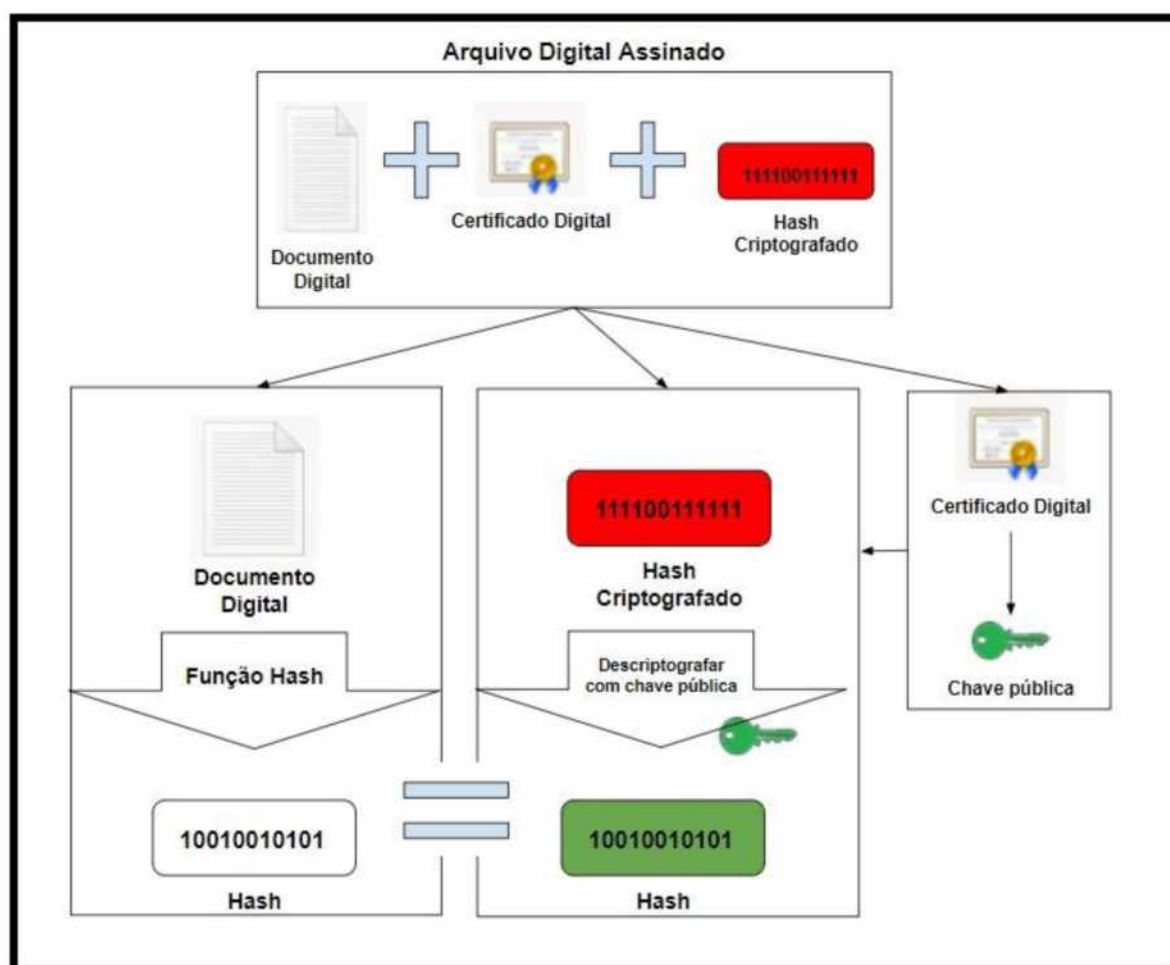 Arquivo Digital Assinado
111100111111
Certificado Digital
Hash
Criptografado
Documento
Digital
Documento
Digital
Função Hash
10010010101
Hash
111100111111
Hash
Criptografado
Descriptografar
com chave pública
10010010101
Hash
Certificado Digital
Chave pública